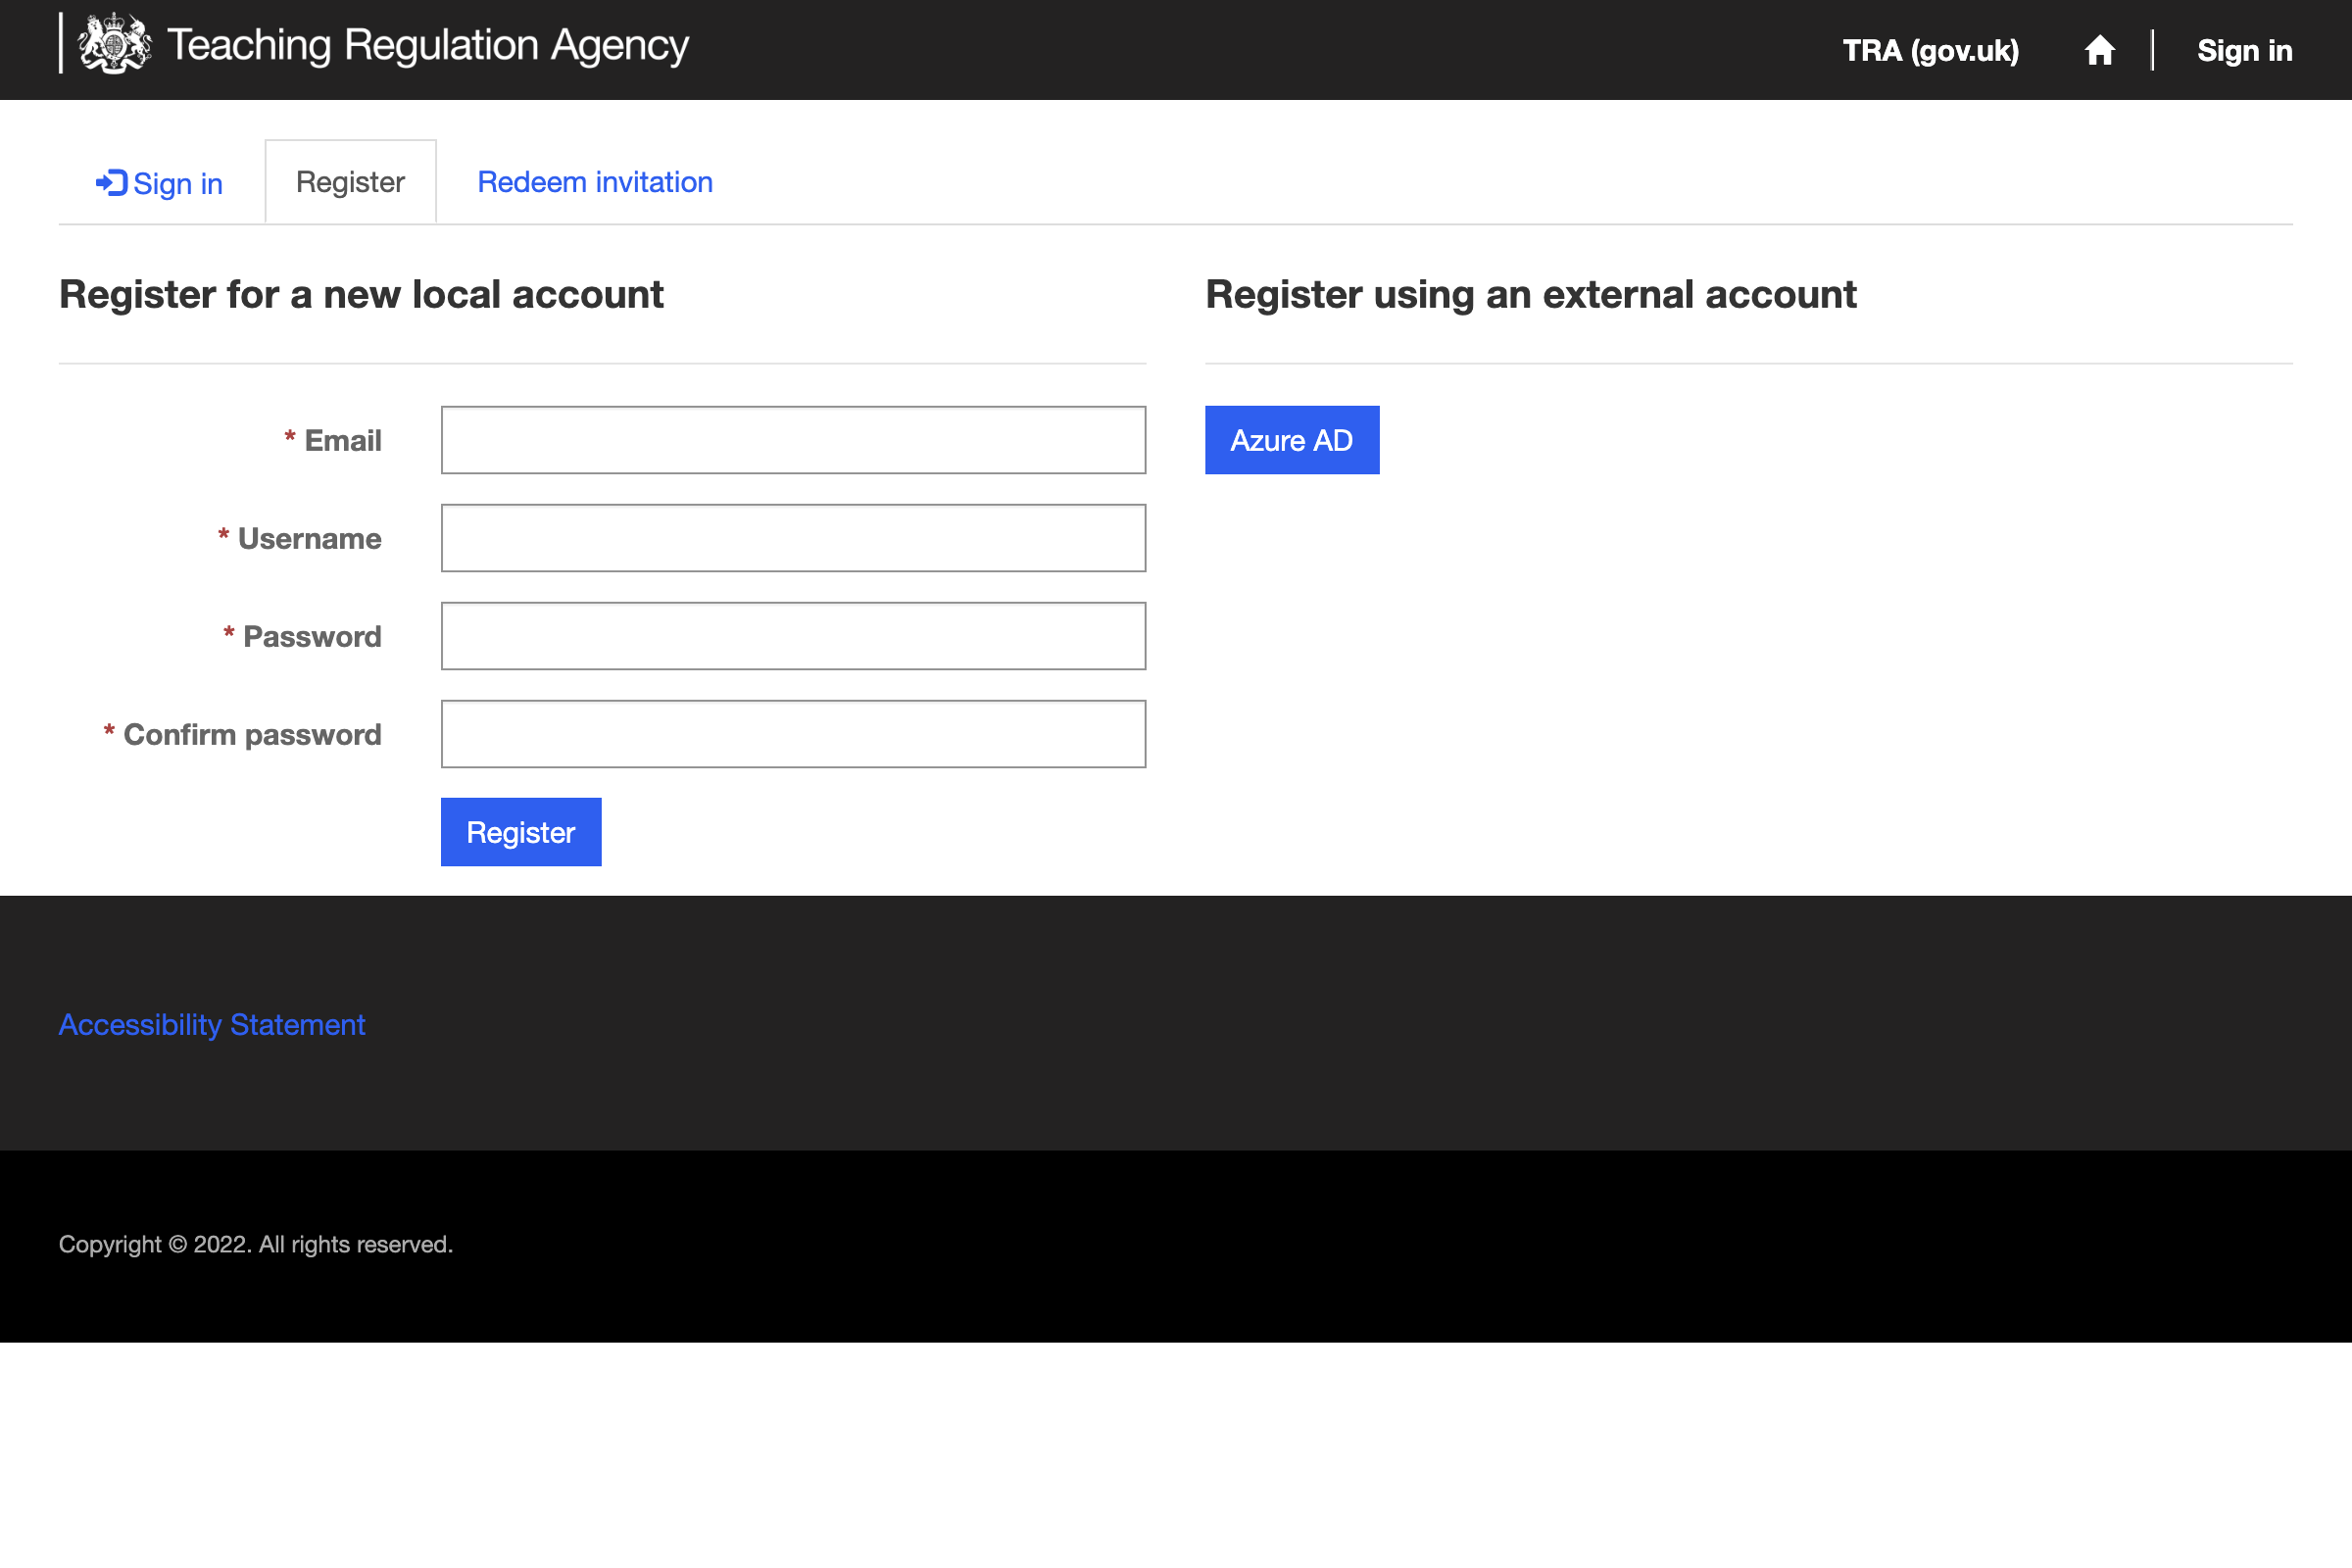 Teaching Regulation Agency
TRA (gov.uk)
Sign in
Sign in
Register
Redeem invitation
Register for a new local account
* Email
* Username
* Password
* Confirm password
Register
Register using an external account
Azure AD
Accessibility Statement
Copyright © 2022. All rights reserved.